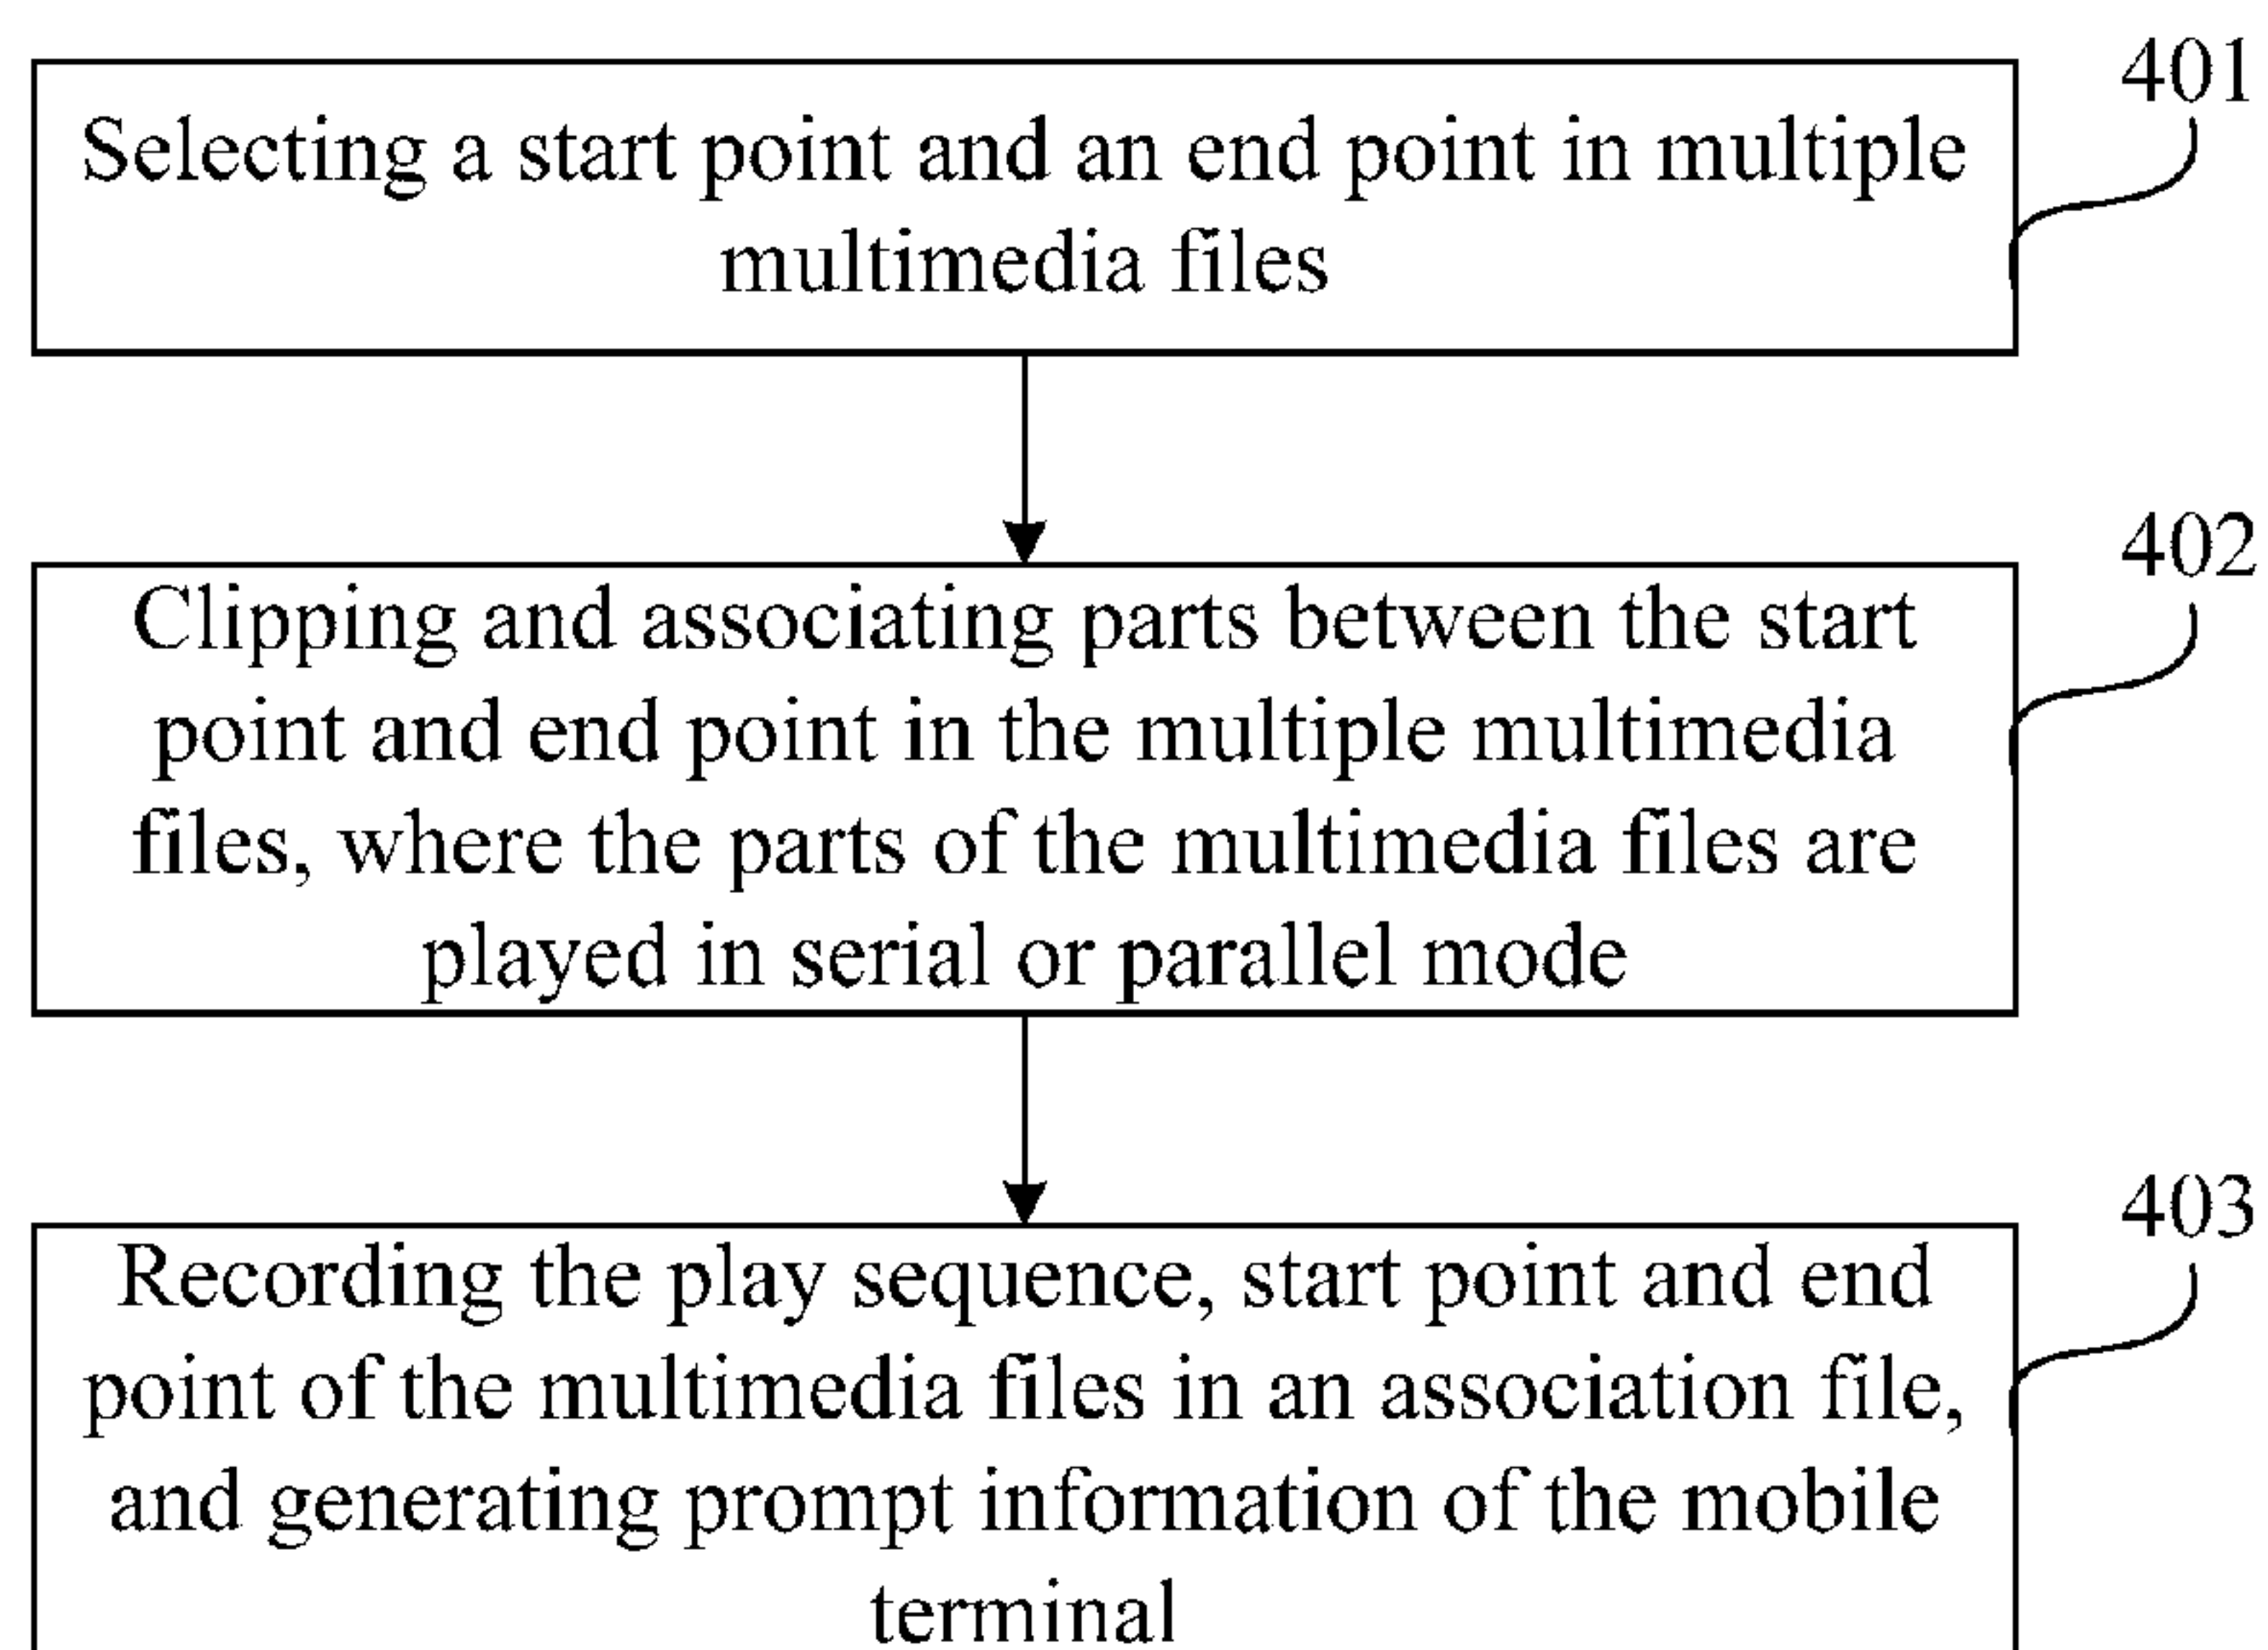 401
Selecting a start point and an end point in multiple
multimedia files
402
Clipping and associating parts between the start
point and end point in the multiple multimedia
files, where the parts of the multimedia files are
played in serial or parallel mode
403
Recording the play sequence, start point and end
point of the multimedia files in an association file,
and generating prompt information of the mobile
terminal